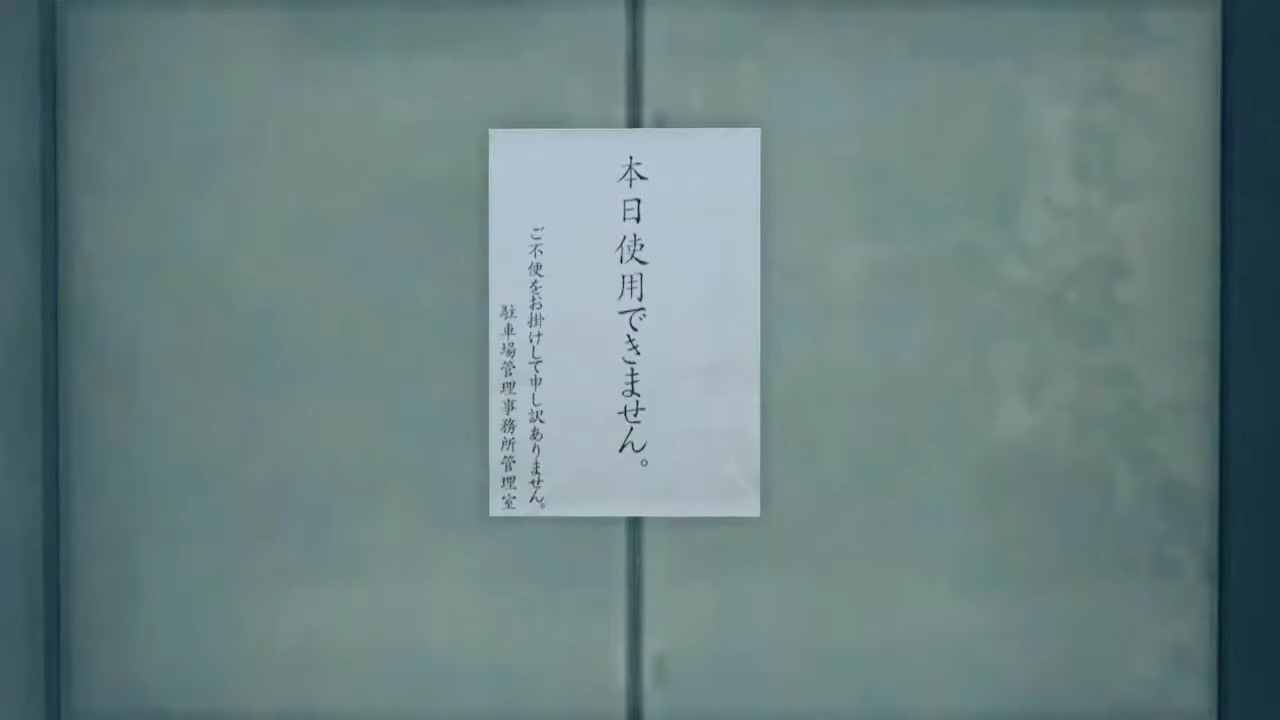 本日使用できません。
ご不便をお掛けして申し訳ありません。
駐車場管理事務所管理室